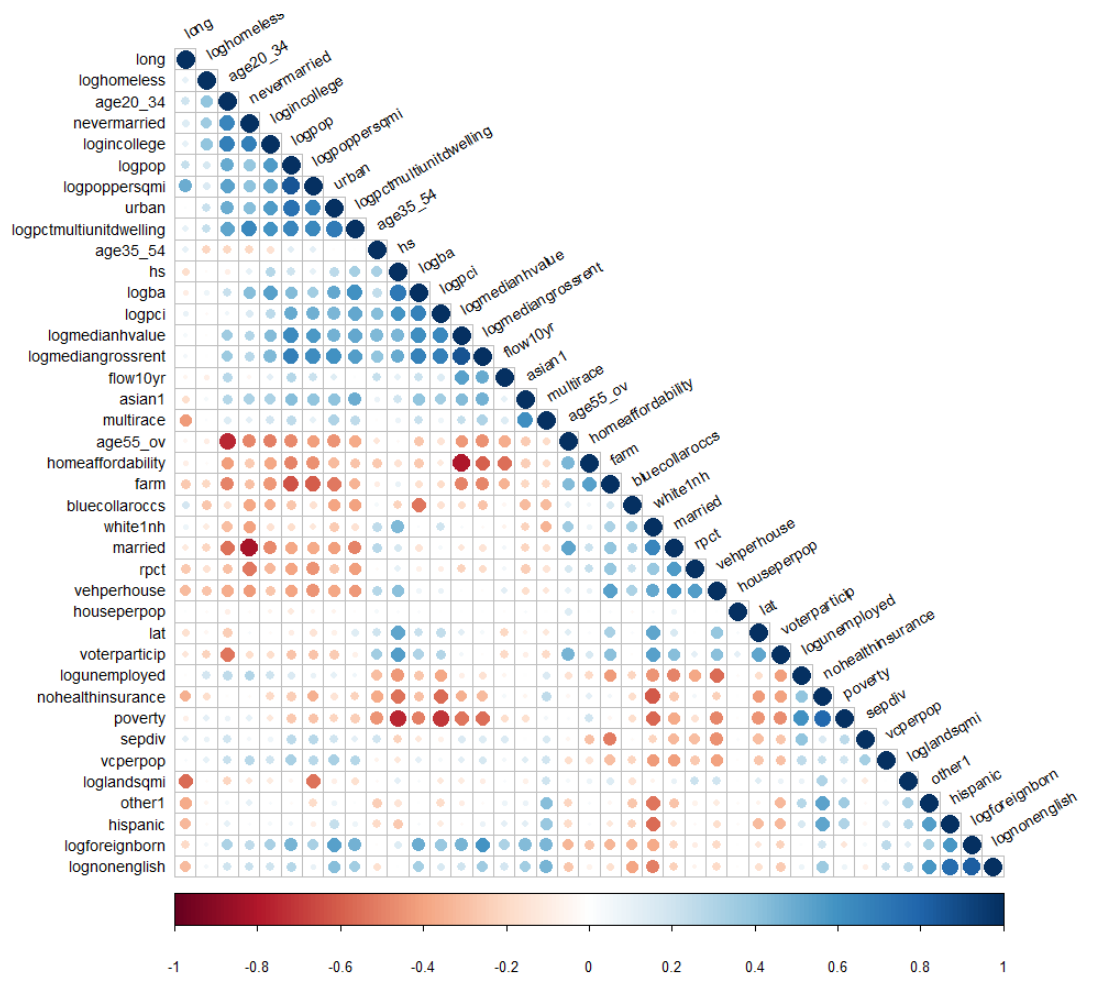 long
loghomeless
age20_34
nevermarried
logincollege
logpop
logpoppersqmi
urban
logpctmultiunitdwelling
age35_54
hs
logba
logpci
logmedianhvalue
logmediangrossrent
flow10yr
asian1
multirace
age55_ov
homeaffordability
farm
bluecollaroccs
white1nh
married
rpct
vehperhouse
houseperpop
lat
voterparticip
logunemployed
nohealthinsurance
poverty
sepdiv
vcperpop
loglandsqmi
other1
hispanic
logforeignborn
lognonenglish
long
loghomeless
age20_34
nevermarried
logincollege
logpop
logpoppersqmi
urban
logpctmultiunitdwelling
age35_54
hs
logba
logpci
logmedianhvalue
logmediangrossrent
flow10yr
asian1
multirace
age55_ov
homeaffordability
farm
bluecollaroccs
white1nh
married
rpct
vehperhouse
houseperpop
lat
voterparticip
logunemployed
nohealthinsurance
poverty
sepdiv
vcperpop
loglandsqmi
other1
hispanic
logforeignborn
lognonenglish
-1 -0.8 -0.6 -0.4 -0.2 0 0.2 0.4 0.6 0.8 1